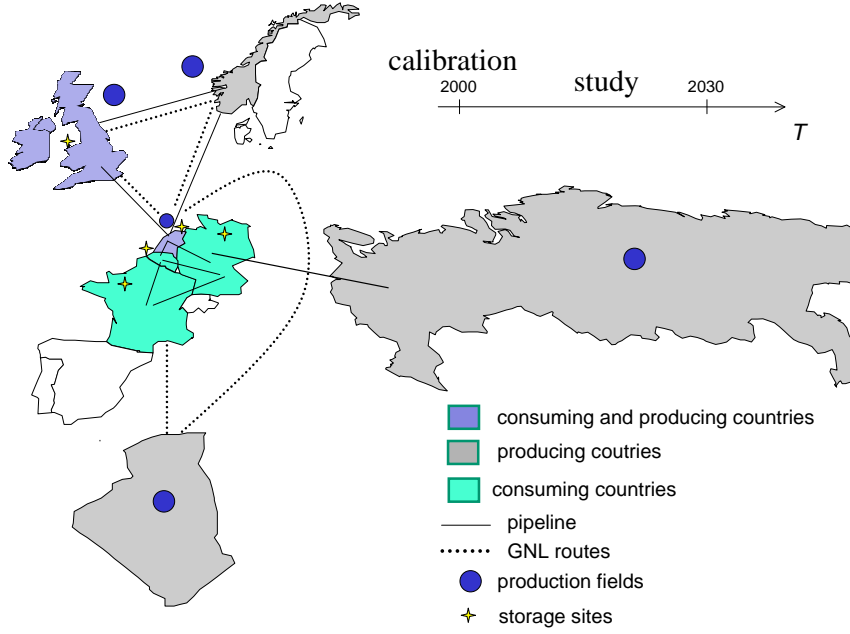 calibration
study
2000
2030
T
consuming and producing countries
producing coutries
consuming countries
pipeline
GNL routes
production fields
storage sites